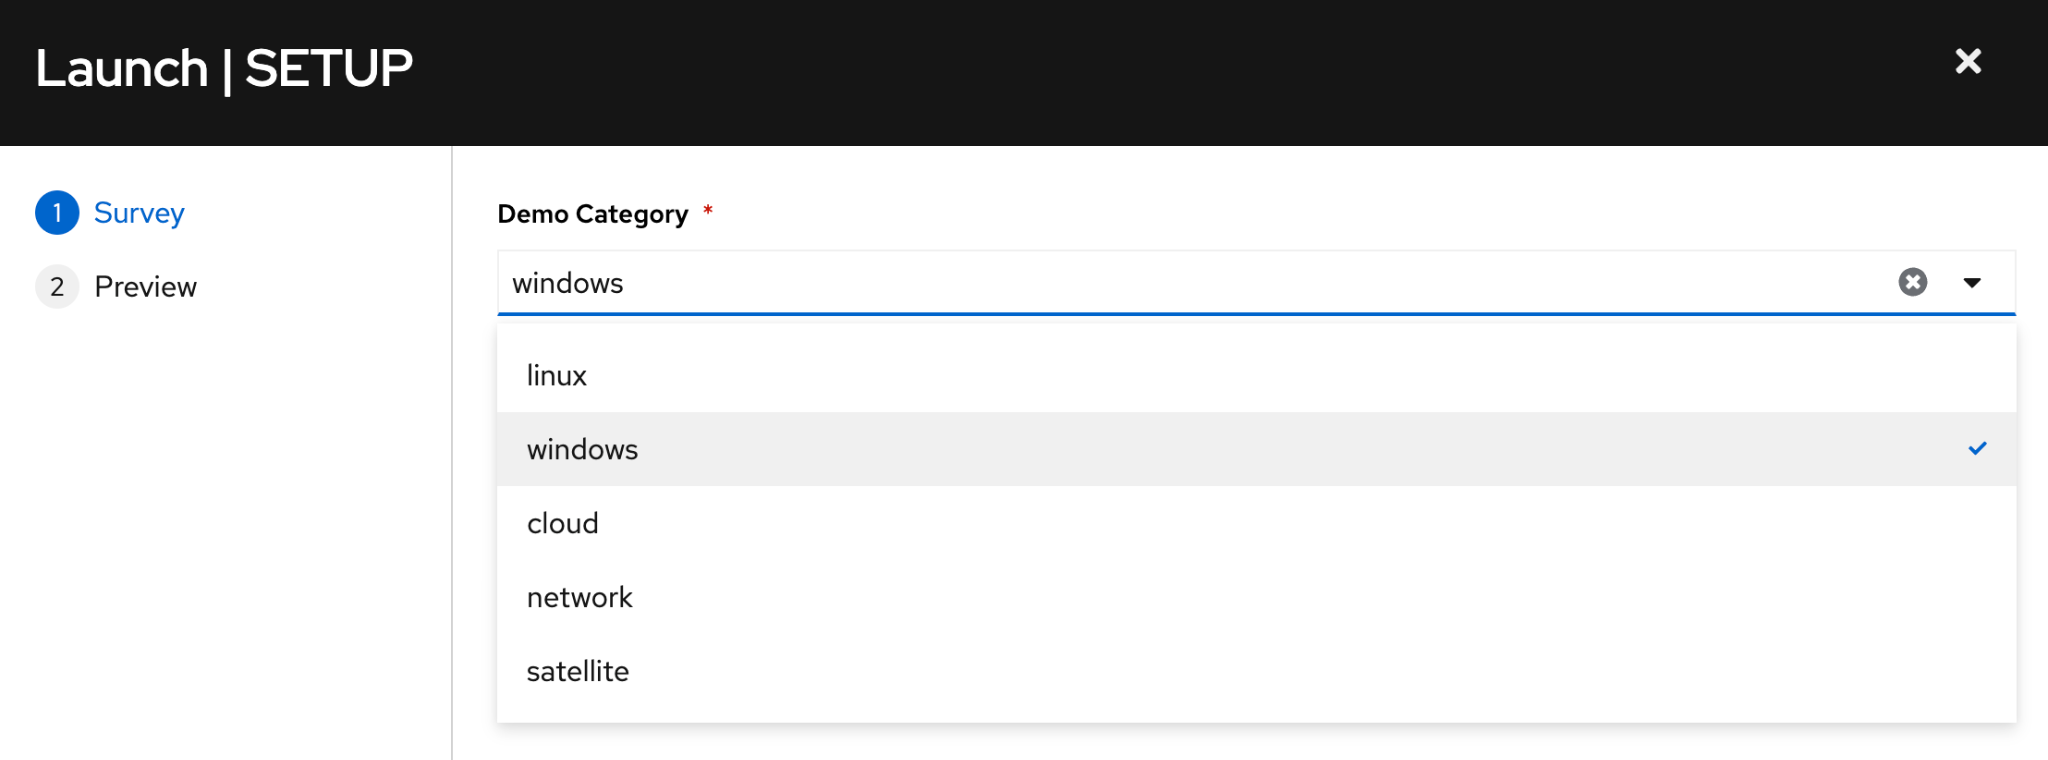 Launch | SETUP
1 Survey
2 Preview
Demo Category *
windows
linux
windows
cloud
network
satellite